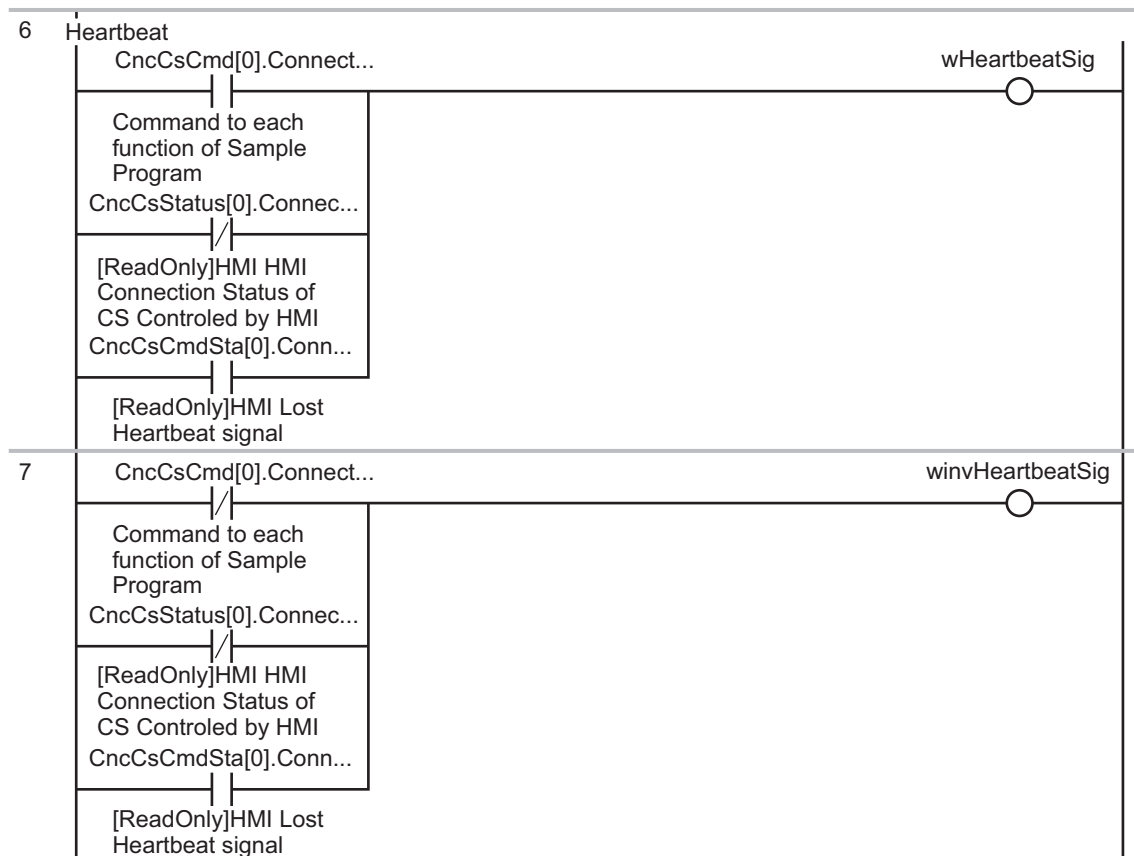 6 Heartbeat
CncCsCmd[0].Connect... wHeartbeatSig
Command to each
function of Sample
Program
CncCsStatus[0].Connec...
[ReadOnly]HMI HMI
Connection Status of
CS Controled by HMI
CncCsCmdSta[0].Conn...
[ReadOnly]HMI Lost
Heartbeat signal
7 CncCsCmd[0].Connect... winvHeartbeatSig
Command to each
function of Sample
Program
CncCsStatus[0].Connec...
[ReadOnly]HMI HMI
Connection Status of
CS Controled by HMI
CncCsCmdSta[0].Conn...
[ReadOnly]HMI Lost
Heartbeat signal